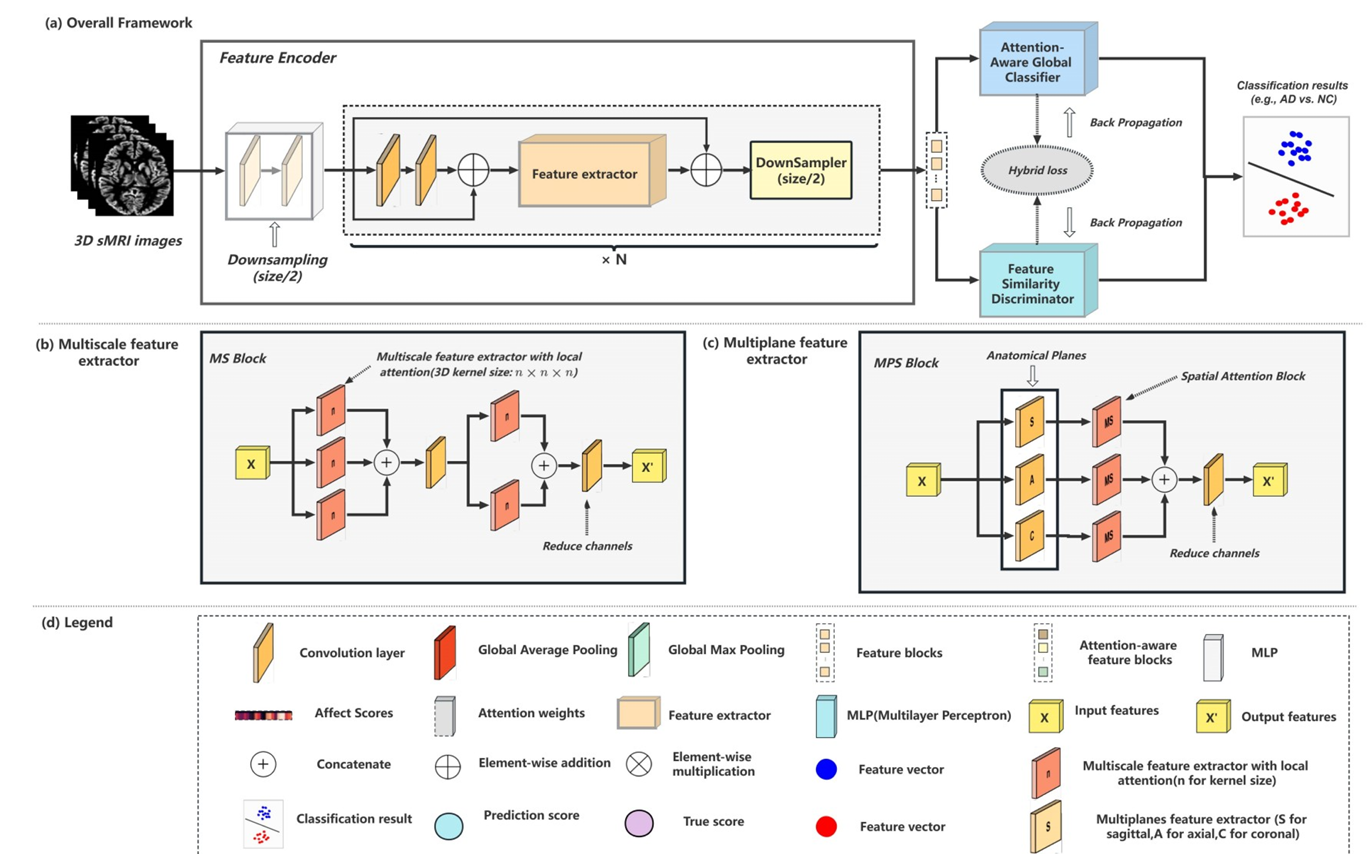 (a) Overall Framework
Feature Encoder
Attention-
Aware Global
Classifier
Classification results
(e.g., AD vs. NC)
Back Propagation
DownSampler
(size/2)
Feature extractor
Hybrid loss
3D sMRI images
Back Propagation
Downsampling
(size/2)
× N
Feature
Similarity
Discriminator
(b) Multiscale feature
extractor
MS Block
Multiscale feature extractor with local
attention(3D kernel size: n × n × n)
n
n
X
n
n
n
X'
Reduce channels
(c) Multiplane feature
extractor
MPS Block
Anatomical Planes
Spatial Attention Block
S
MS
X
A
MS
X'
C
MS
Reduce channels
(d) Legend
Convolution layer
Global Average Pooling
Global Max Pooling
Feature blocks
Attention-aware
feature blocks
MLP
Affect Scores
Attention weights
Feature extractor
MLP(Multilayer Perceptron)
X
Input features
X'
Output features
Concatenate
Element-wise addition
Element-wise
multiplication
Feature vector
n
Multiscale feature extractor with local
attention(n for kernel size)
Classification result
Prediction score
True score
Feature vector
S
Multiplanes feature extractor (S for
sagittal,A for axial,C for coronal)